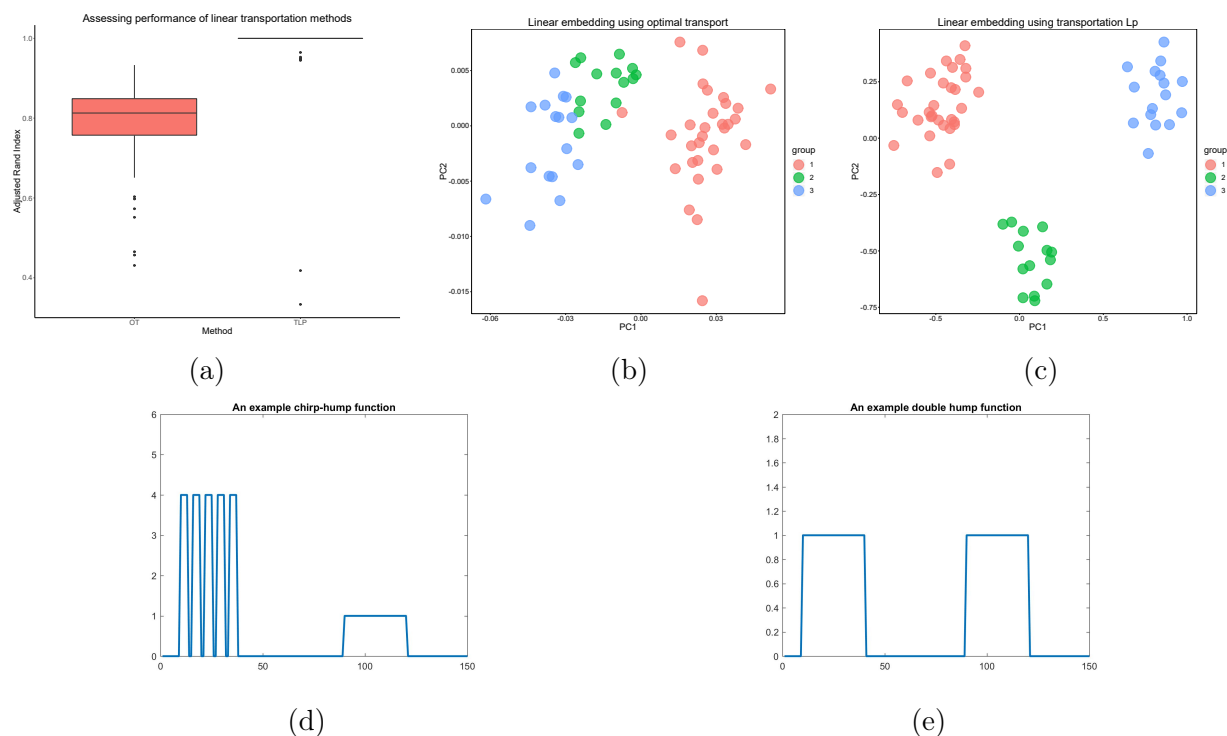 Assessing performance of linear transportation methods
Adjusted Rand Index
1.0
0.8
0.6
0.4
OT
TLP
Method
(a)
Linear embedding using optimal transport
PC2
0.005
0.000
-0.005
-0.010
-0.015
-0.06
-0.03
0.00
0.03
PC1
group
1
2
3
(b)
Linear embedding using transportation Lp
PC2
0.25
0.00
-0.25
-0.50
-0.75
-0.5
0.0
0.5
1.0
PC1
group
1
2
3
(c)
An example chirp-hump function
6
5
4
3
2
1
0
0
50
100
150
(d)
An example double hump function
2
1.8
1.6
1.4
1.2
1
0.8
0.6
0.4
0.2
0
0
50
100
150
(e)